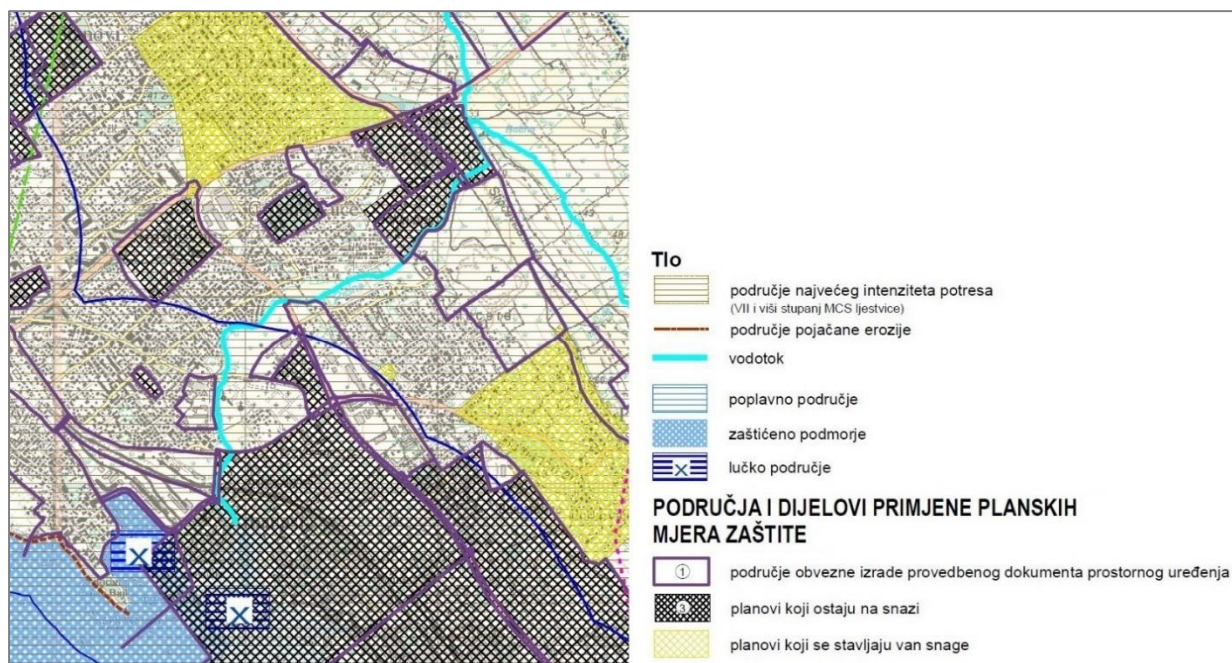 Tlo
područje najvećeg intenziteta potresa
(VII i viši stupanj MCS ljestvice)
područje pojačane erozije
vodotok
poplavno područje
zaštićeno podmorje
lučko područje
PODRUČJA I DIJELOVI PRIMJENE PLANSKIH
MJERA ZAŠTITE
① područje obvezne izrade provedbenog dokumenta prostornog uređenja
③ planovi koji ostaju na snazi
planovi koji se stavljaju van snage